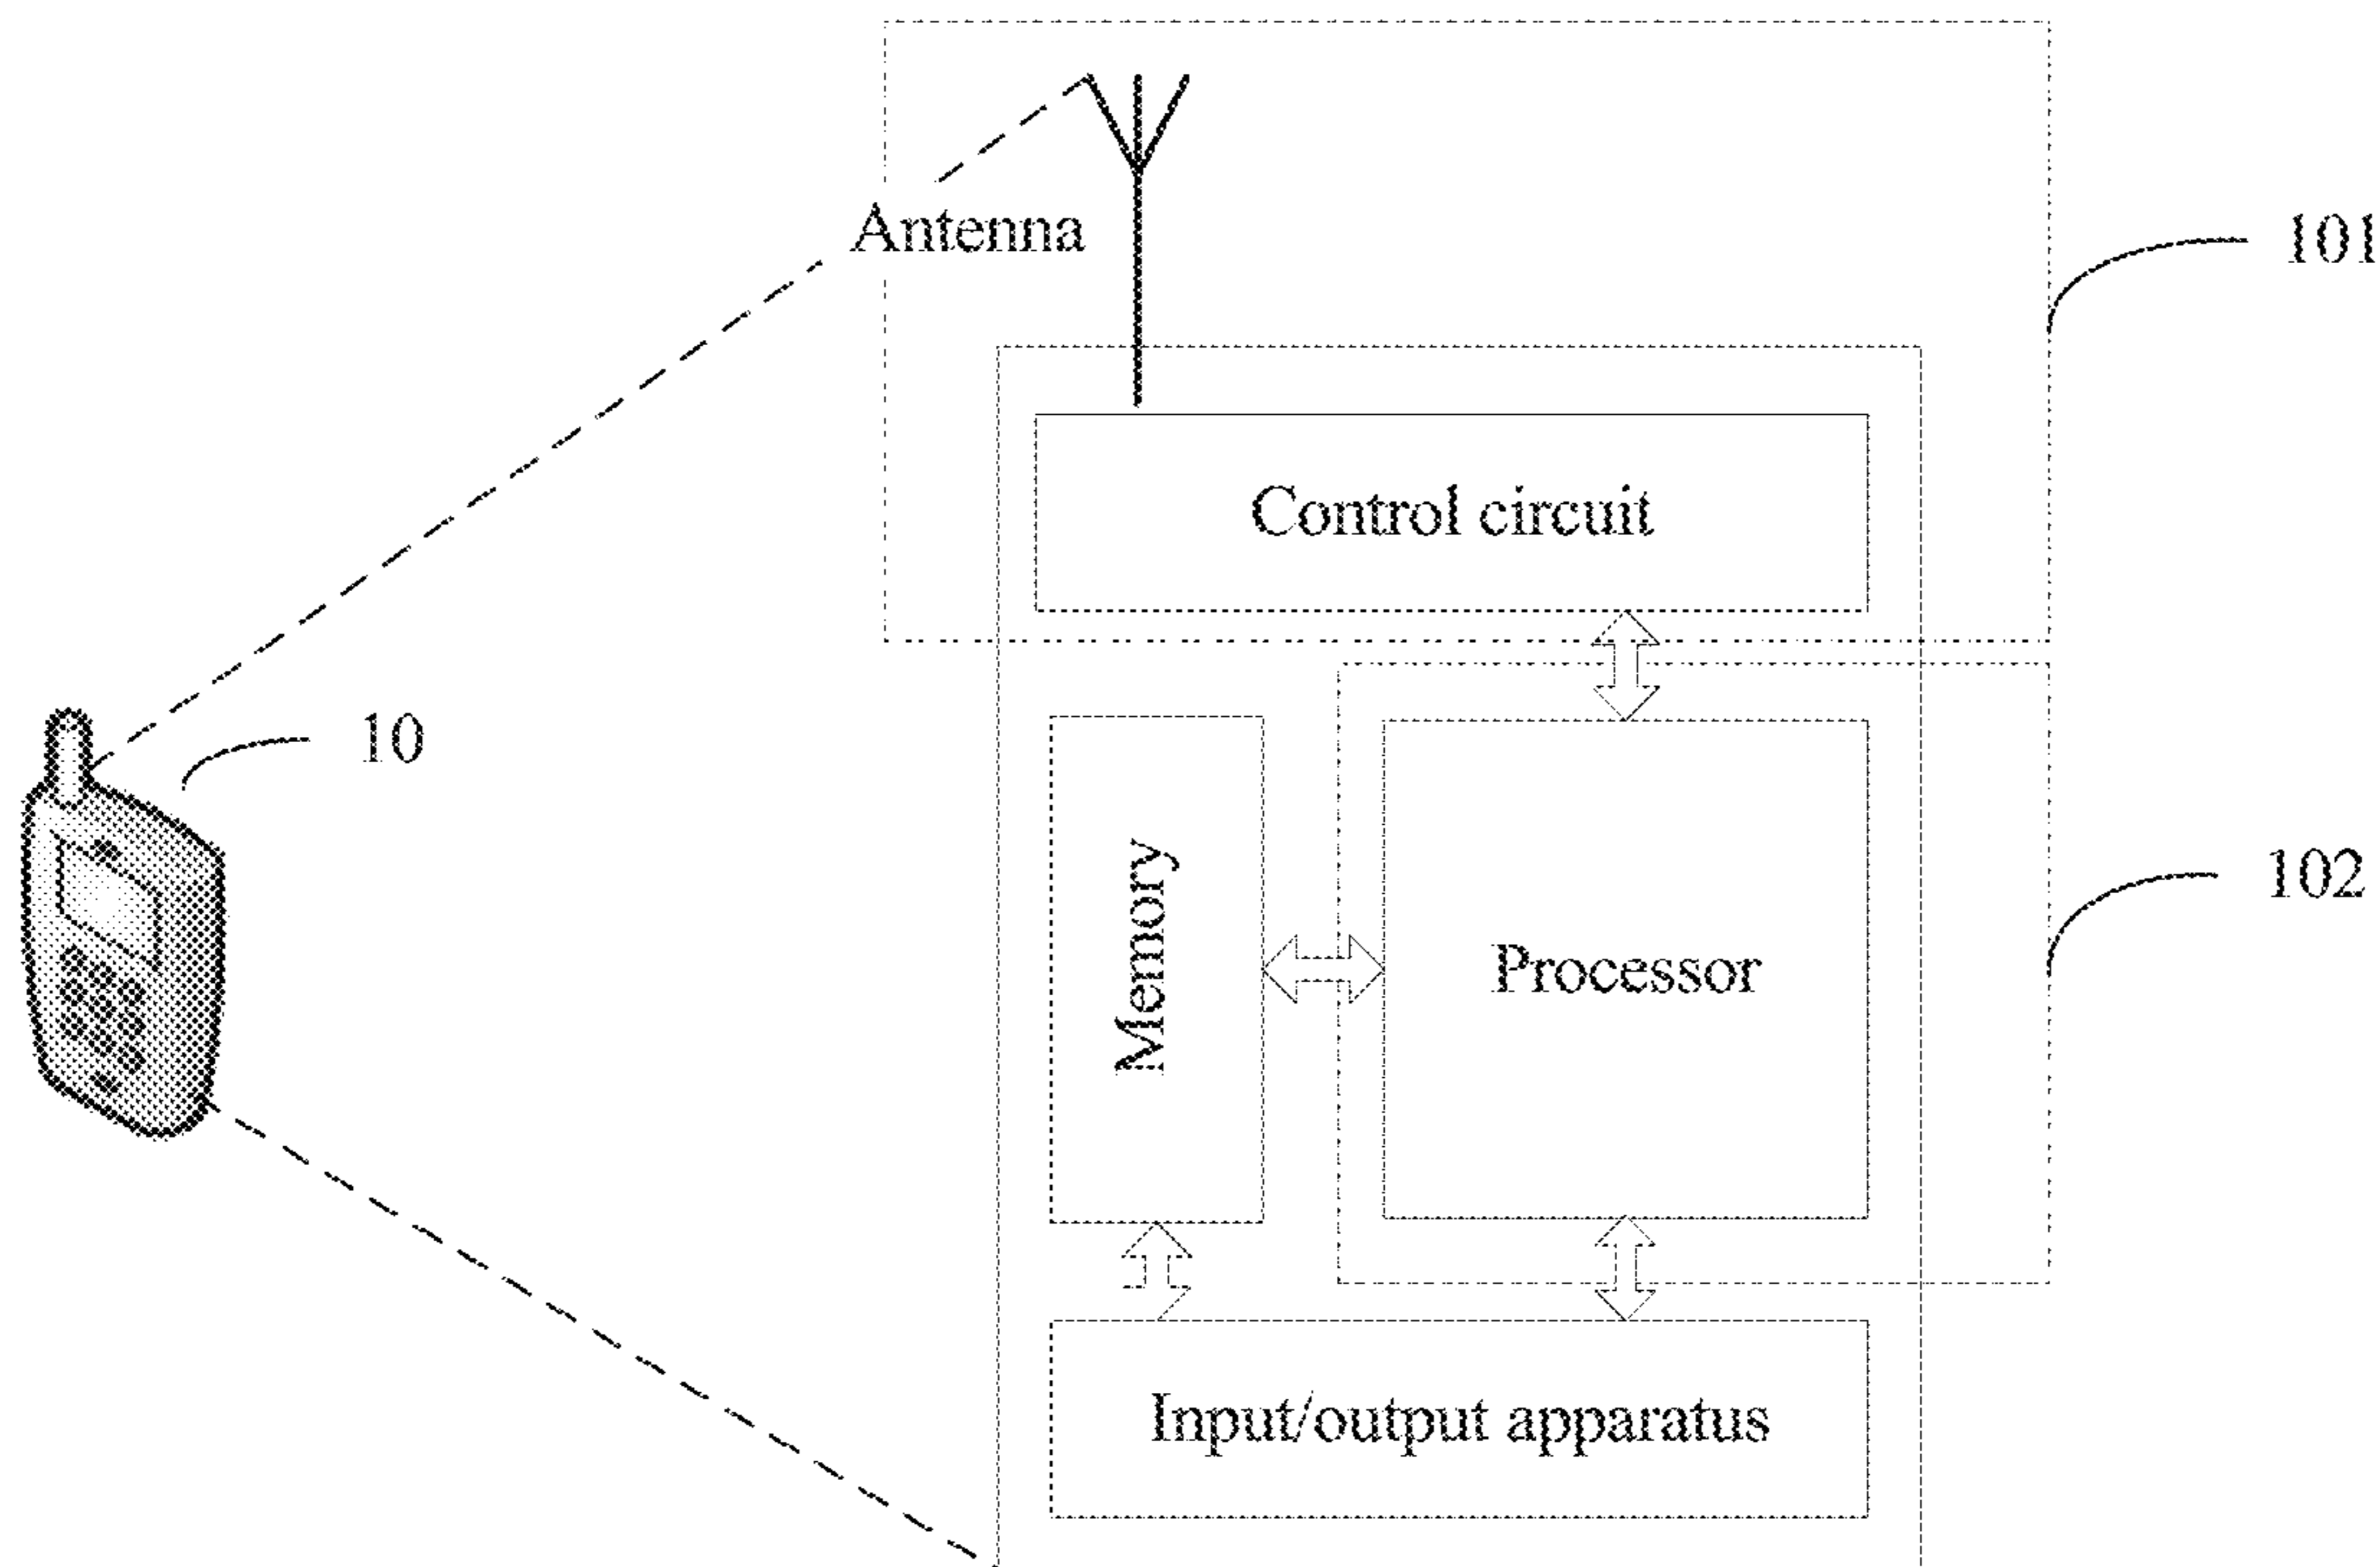 Antenna
101
Control circuit
10
Memory
Processor
102
Input/output apparatus